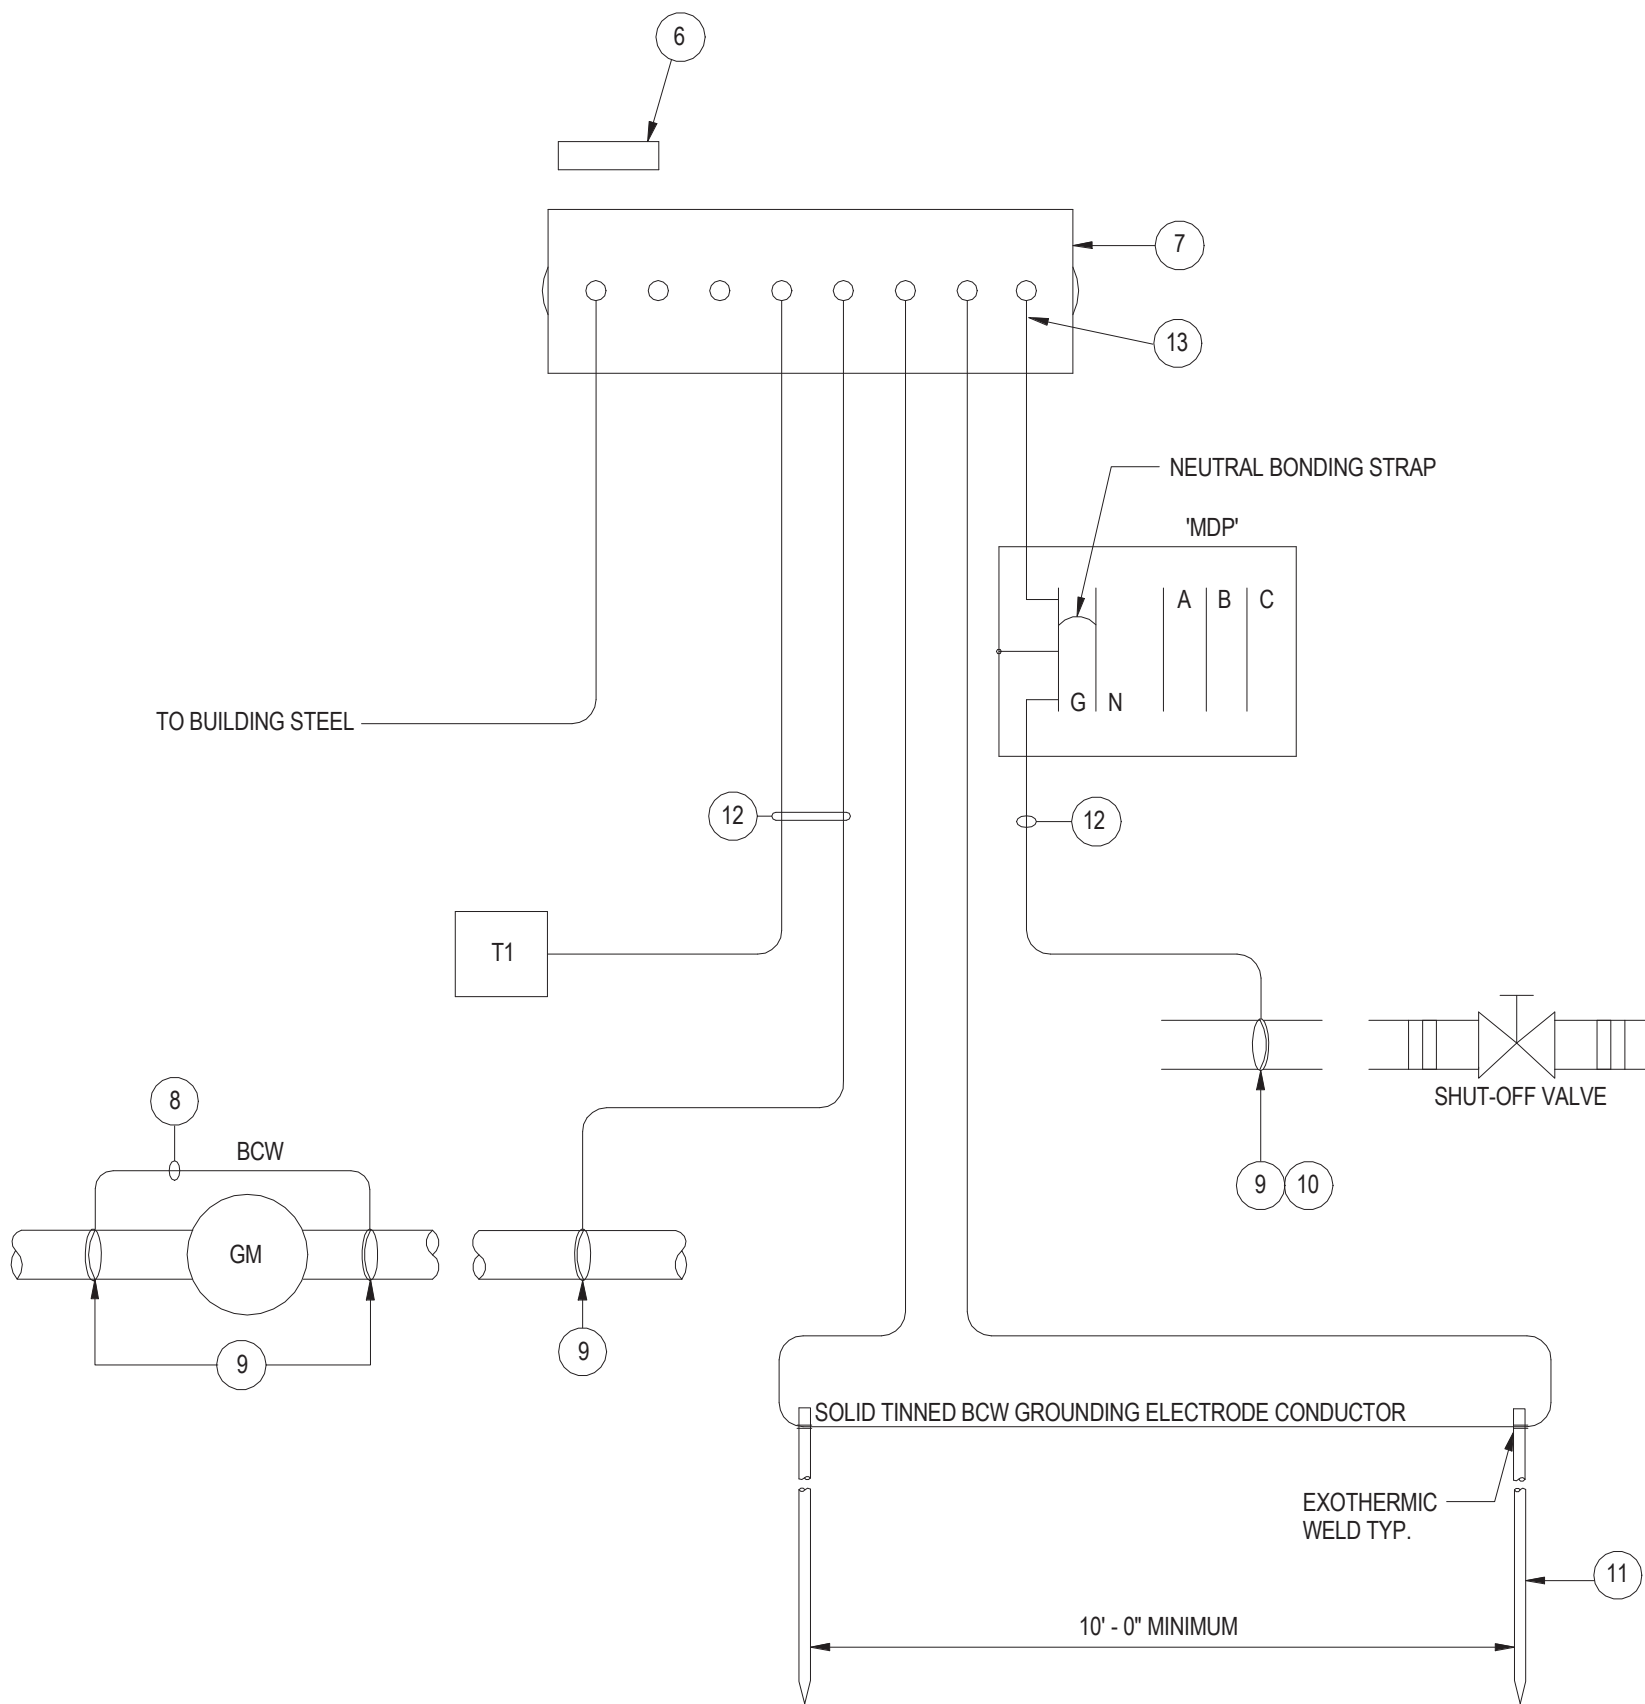 6
7
13
NEUTRAL BONDING STRAP
'MDP'
A B C
G N
TO BUILDING STEEL
12
12
T1
SHUT-OFF VALVE
8
BCW
9 10
GM
9
9
SOLID TINNED BCW GROUNDING ELECTRODE CONDUCTOR
EXOTHERMIC
WELD TYP.
11
10' - 0" MINIMUM